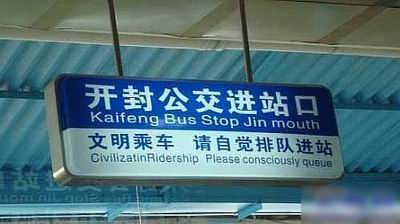 开封公交进站口
Kaifeng Bus Stop Jin mouth
文明乘车 请自觉排队进站
CivilizatinRidership Please consciously queue